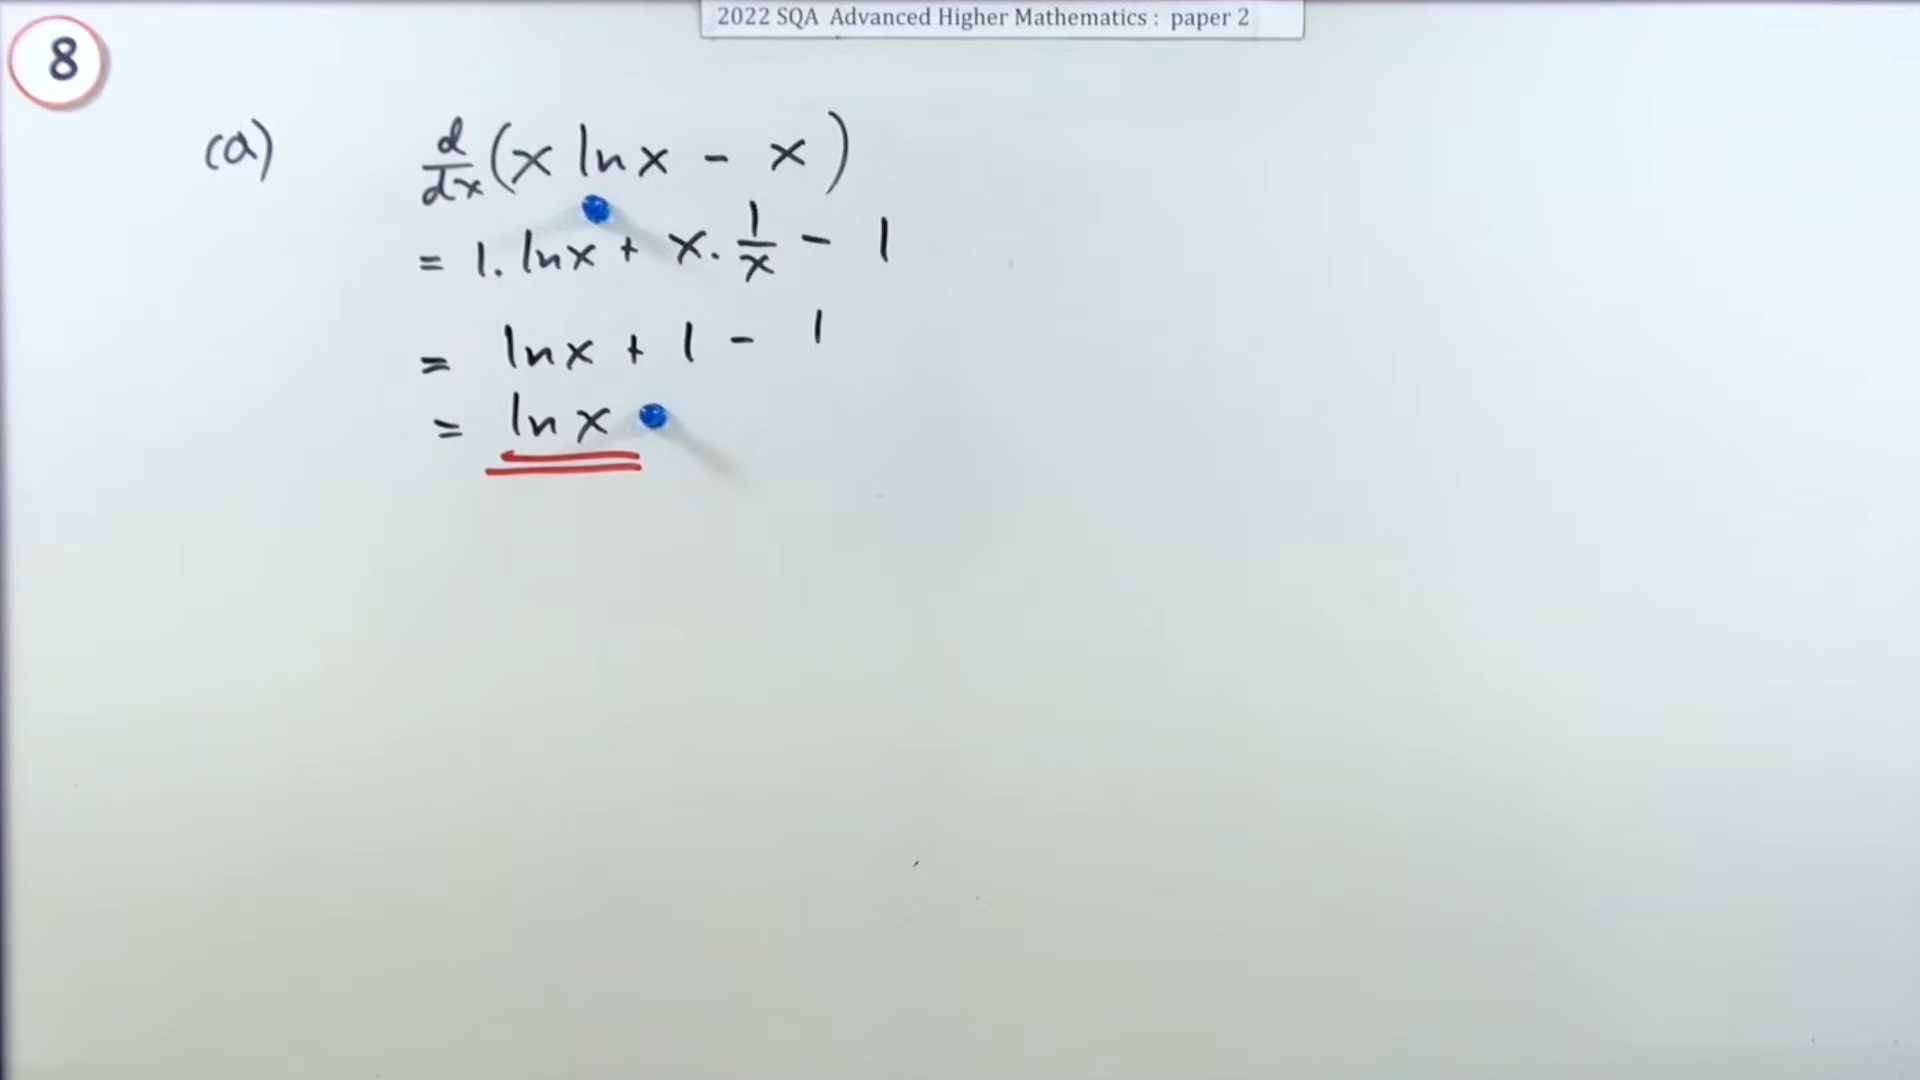 2022 SQA Advanced Higher Mathematics : paper 2
8
(a) d/dx (x ln x - x)
= 1. ln x + x. 1/x - 1
= ln x + 1 - 1
= ln x